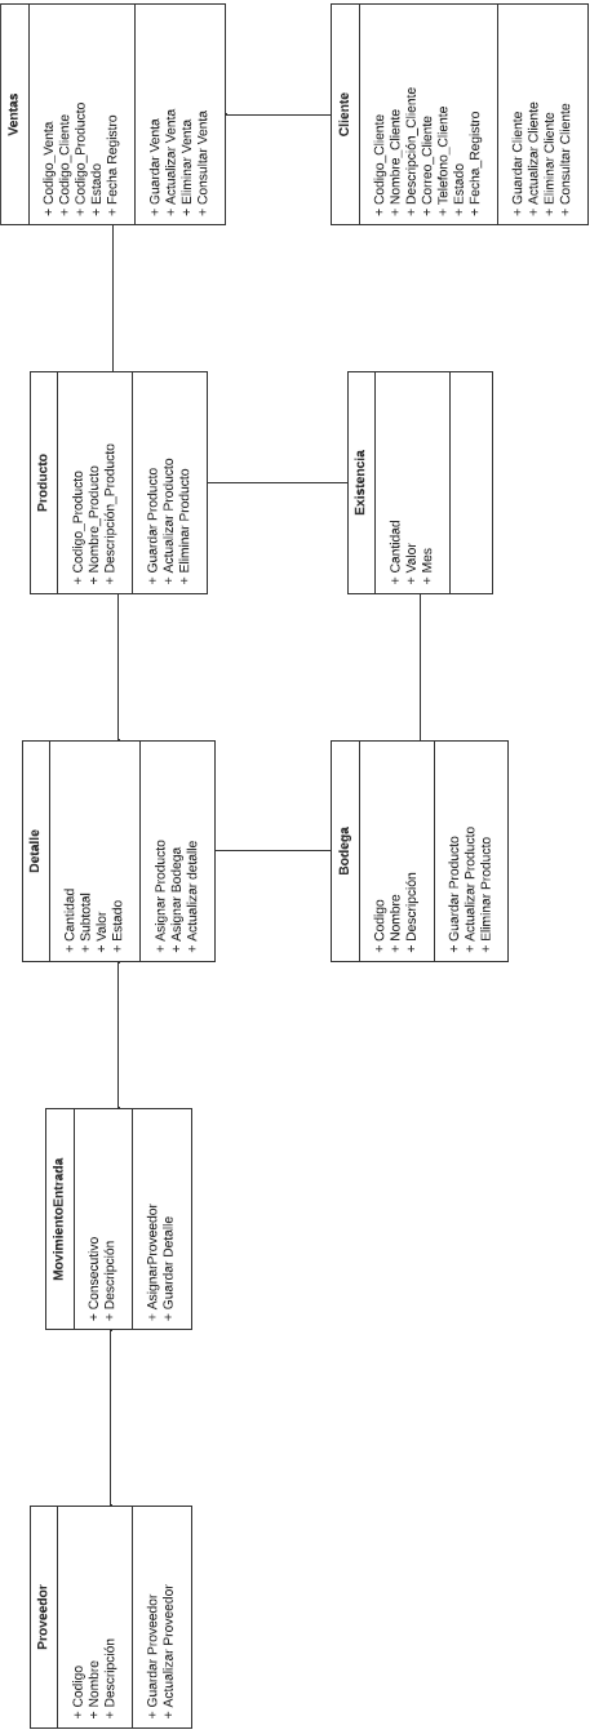 Proveedor
+ Codigo
+ Nombre
+ Descripción
+ Guardar Proveedor
+ Actualizar Proveedor
MovimientoEntrada
+ Consecutivo
+ Descripción
+ AsignarProveedor
+ Guardar Detalle
Detalle
+ Cantidad
+ Subtotal
+ Valor
+ Estado
+ Asignar Producto
+ Asignar Bodega
+ Actualizar detalle
Producto
+ Codigo_Producto
+ Nombre_Producto
+ Descripción_Producto
+ Guardar Producto
+ Actualizar Producto
+ Eliminar Producto
Ventas
+ Codigo_Venta
+ Codigo_Cliente
+ Codigo_Producto
+ Estado
+ Fecha Registro
+ Guardar Venta
+ Actualizar Venta
+ Eliminar Venta
+ Consultar Venta
Bodega
+ Codigo
+ Nombre
+ Descripción
+ Guardar Producto
+ Actualizar Producto
+ Eliminar Producto
Existencia
+ Cantidad
+ Valor
+ Mes
Cliente
+ Codigo_Cliente
+ Nombre_Cliente
+ Descripción_Cliente
+ Correo_Cliente
+ Telefono_Cliente
+ Estado
+ Fecha_Registro
+ Guardar Cliente
+ Actualizar Cliente
+ Eliminar Cliente
+ Consultar Cliente